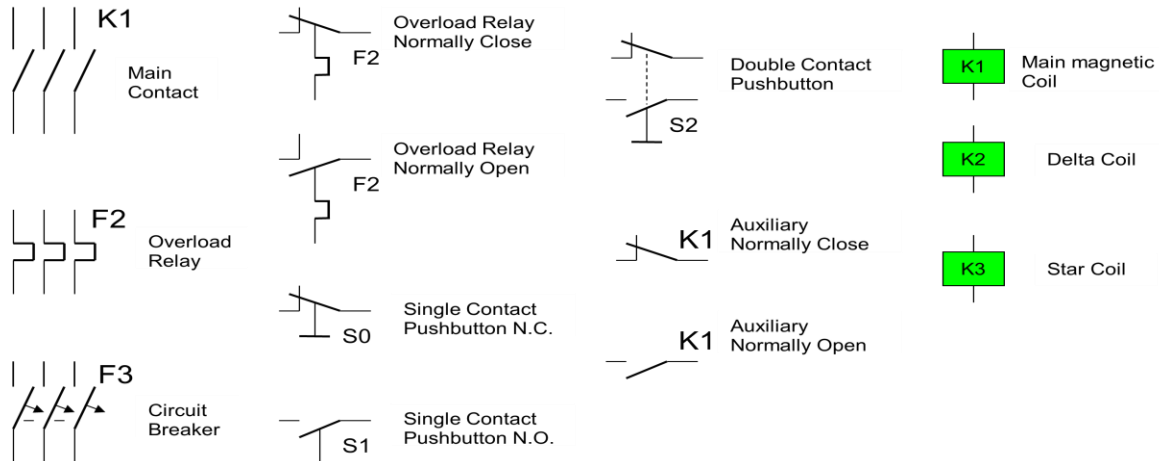 K1
Main
Contact
F2
Overload
Relay
F3
Circuit
Breaker
Overload Relay
Normally Close
F2
Overload Relay
Normally Open
F2
Single Contact
Pushbutton N.C.
S0
Single Contact
Pushbutton N.O.
S1
Double Contact
Pushbutton
S2
K1
Auxiliary
Normally Close
K1
Auxiliary
Normally Open
K1
Main magnetic
Coil
K2
Delta Coil
K3
Star Coil